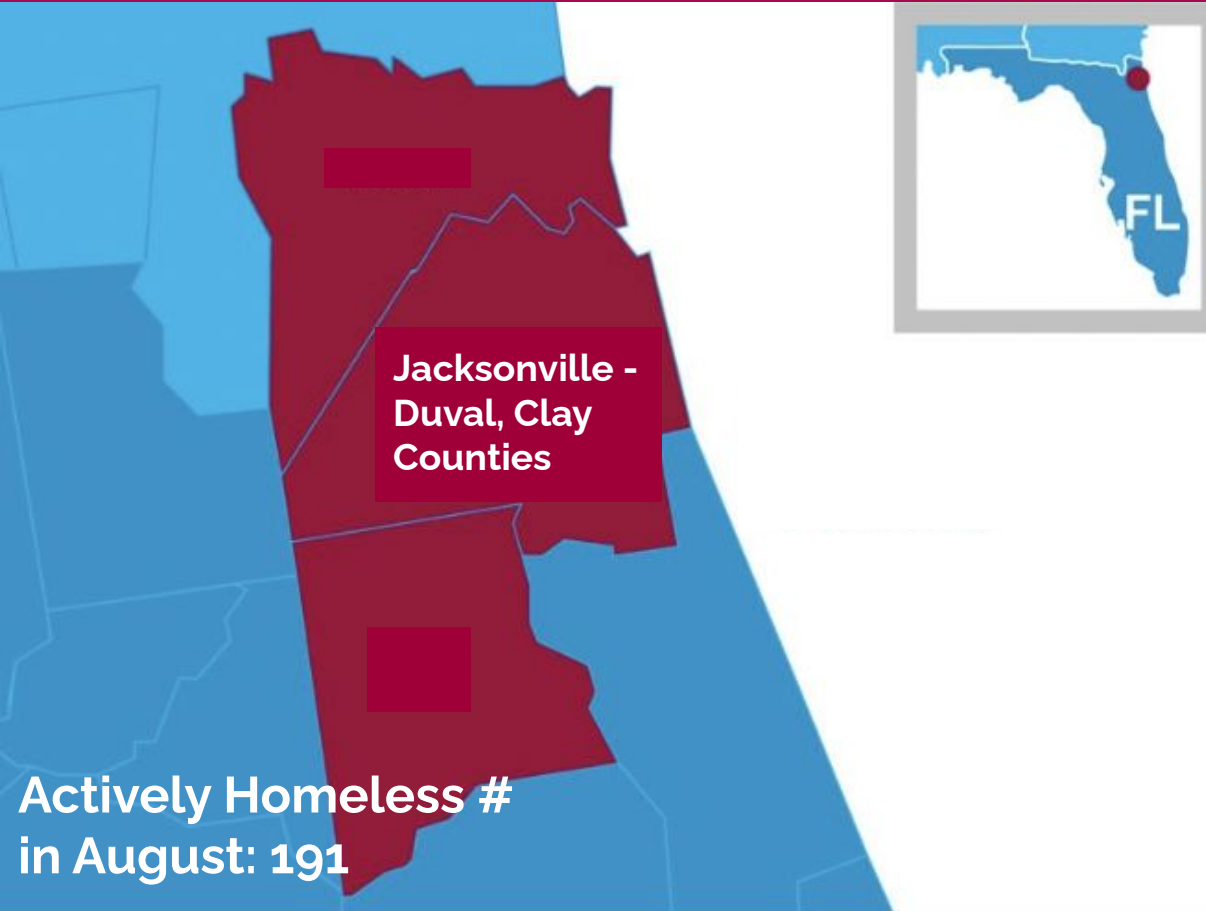 FL
Jacksonville -
Duval, Clay
Counties
Actively Homeless #
in August: 191